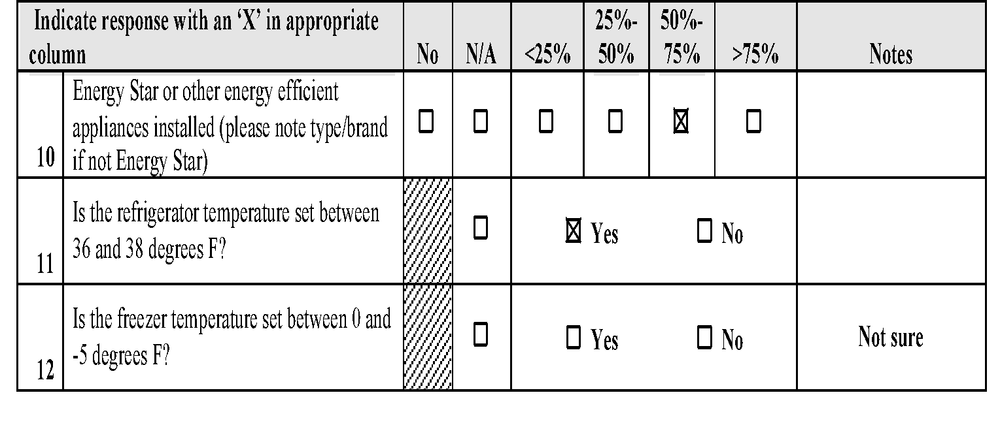 Indicate response with an ‘X’ in appropriate
column
No
N/A
<25%
25%-
50%
50%-
75%
>75%
Notes
10
Energy Star or other energy efficient
appliances installed (please note type/brand
if not Energy Star)
☐ ☐ ☐ ☐ ☒ ☐
11
Is the refrigerator temperature set between
36 and 38 degrees F?
☐ ☒ Yes ☐ No
12
Is the freezer temperature set between 0 and
-5 degrees F?
☐ ☐ Yes ☐ No
Not sure